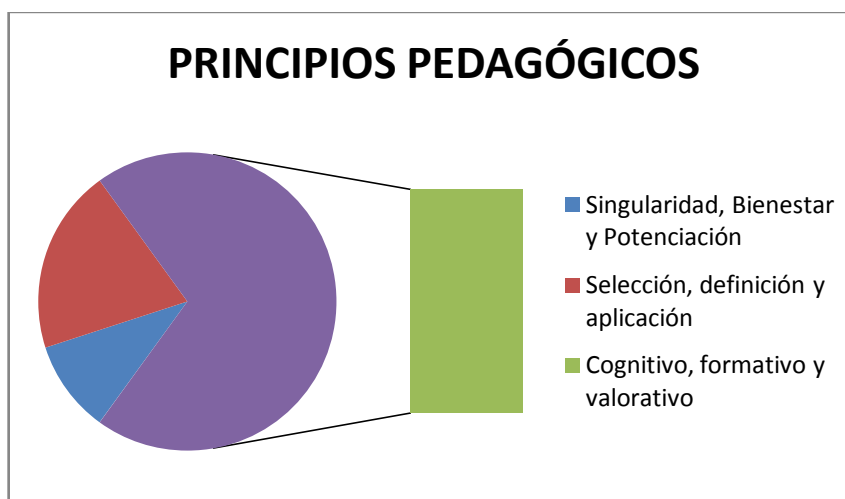 PRINCIPIOS PEDAGÓGICOS
Singularidad, Bienestar
y Potenciación
Selección, definición y
aplicación
Cognitivo, formativo y
valorativo